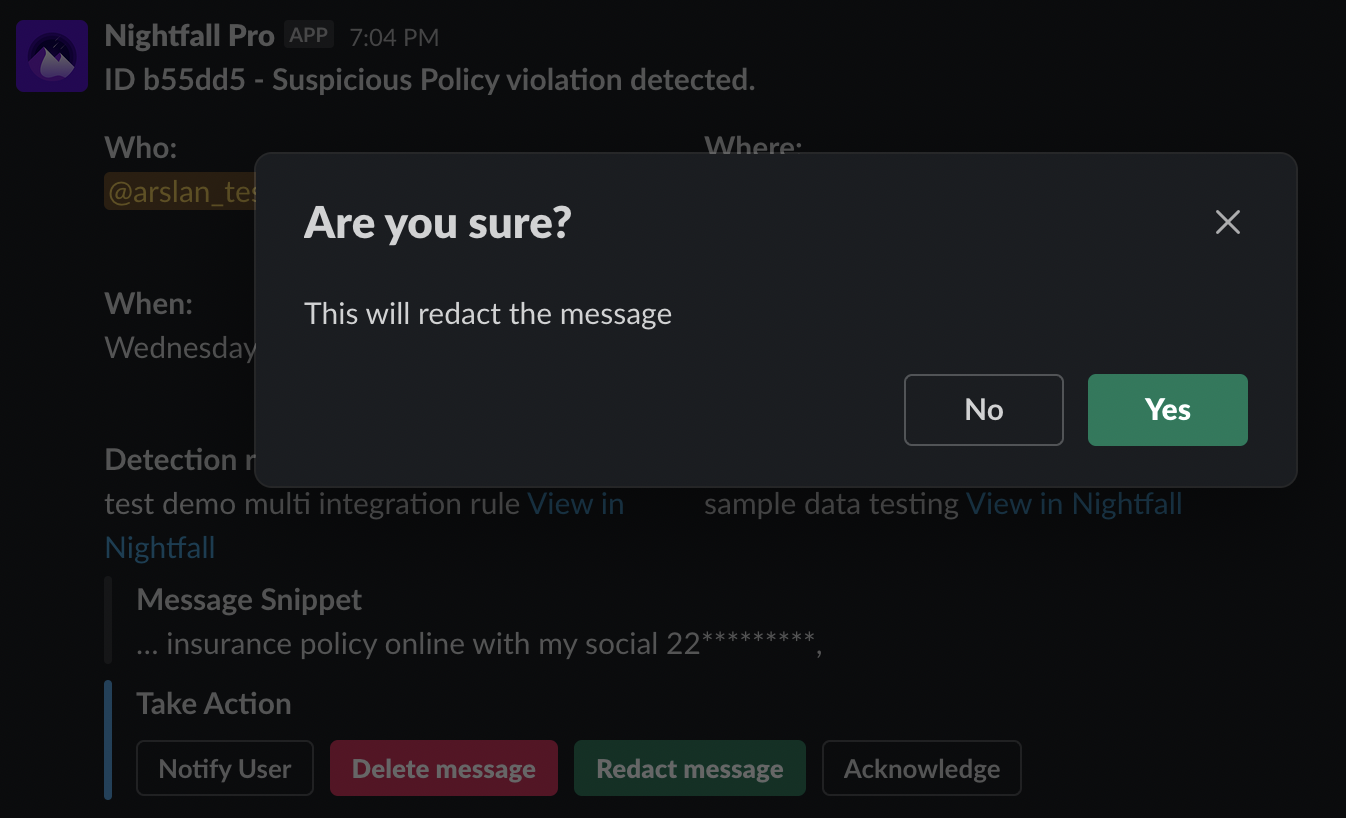 Nightfall Pro APP 7:04 PM
ID b55dd5 - Suspicious Policy violation detected.
Who:
Where:
@arslan_tes
Are you sure?
This will redact the message
When:
Wednesday
No
Yes
Detection r
test demo multi integration rule View in
Nightfall
sample data testing View in Nightfall
Message Snippet
... insurance policy online with my social 22*********,
Take Action
Notify User
Delete message
Redact message
Acknowledge